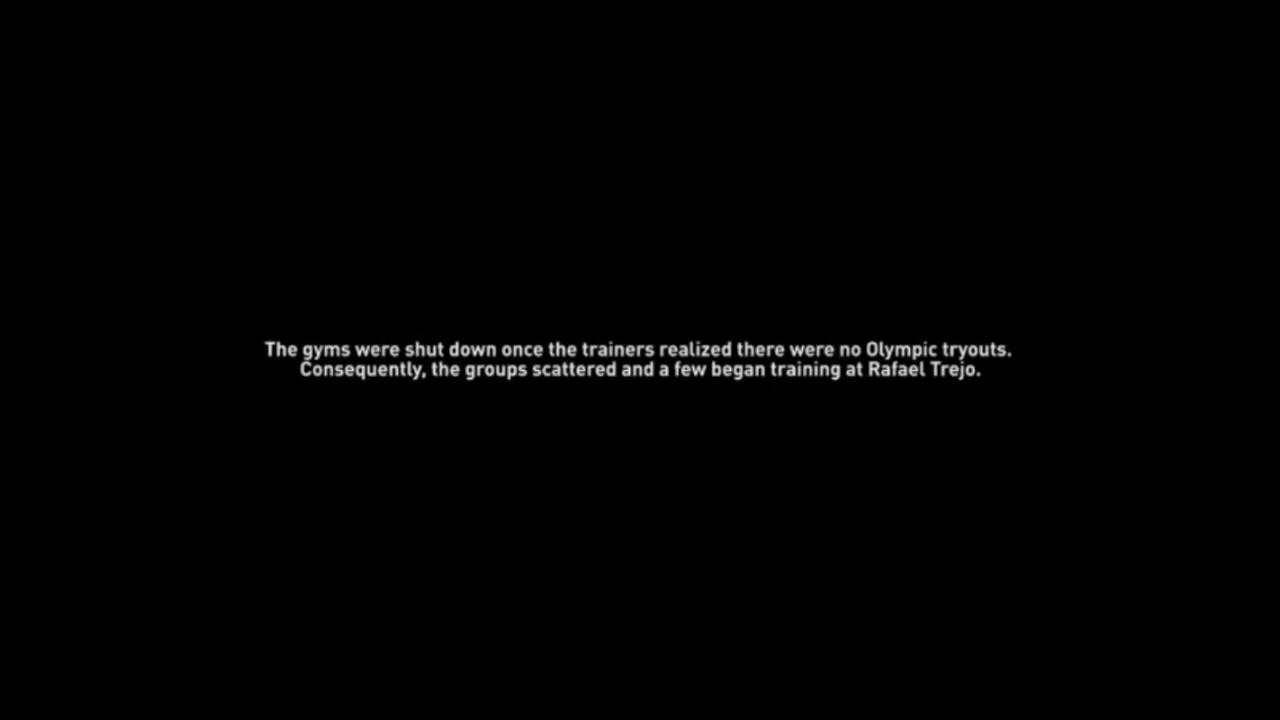 The gyms were shut down once the trainers realized there were no Olympic tryouts.
Consequently, the groups scattered and a few began training at Rafael Trejo.